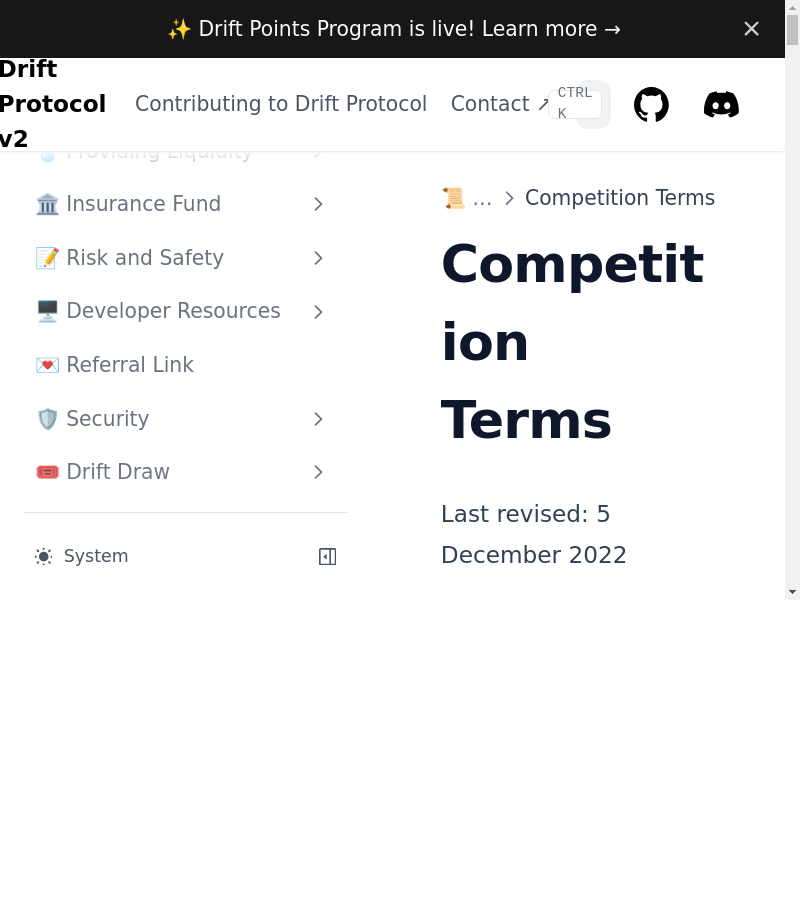 ✨ Drift Points Program is live! Learn more →
Drift
Protocol
v2
Contributing to Drift Protocol
Contact ↗
CTRL
K
Providing Liquidity
🏛️ Insurance Fund
📝 Risk and Safety
🖥️ Developer Resources
💌 Referral Link
🛡️ Security
🎟️ Drift Draw
System
📜 … > Competition Terms
Competit
ion
Terms
Last revised: 5
December 2022